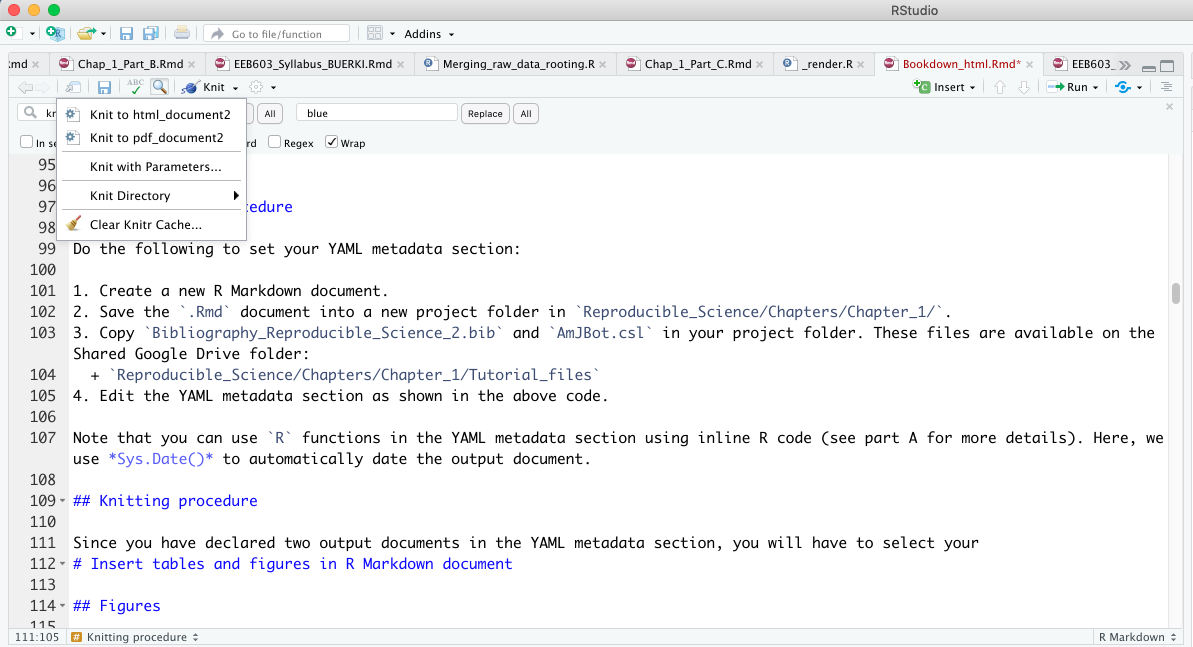 RStudio
Go to file/function
Addins
md
Chap_1_Part_B.Rmd
EEB603_Syllabus_BUERKI.Rmd
Merging_raw_data_rooting.R
Chap_1_Part_C.Rmd
_render.R
Bookdown_html.Rmd*
EEB603_
ABC
Knit
Insert
Run
kn
All
blue
Replace
All
In se
rd
Regex
Wrap
Knit to html_document2
Knit to pdf_document2
Knit with Parameters...
Knit Directory
Clear Knitr Cache...
95
96
97 edure
98
99 Do the following to set your YAML metadata section:
100
101 1. Create a new R Markdown document.
102 2. Save the `.Rmd` document into a new project folder in `Reproducible_Science/Chapters/Chapter_1/`.
103 3. Copy `Bibliography_Reproducible_Science_2.bib` and `AmJBot.csl` in your project folder. These files are available on the
Shared Google Drive folder:
104 + `Reproducible_Science/Chapters/Chapter_1/Tutorial_files`
105 4. Edit the YAML metadata section as shown in the above code.
106
107 Note that you can use `R` functions in the YAML metadata section using inline R code (see part A for more details). Here, we
use *Sys.Date()* to automatically date the output document.
108
109 ## Knitting procedure
110
111 Since you have declared two output documents in the YAML metadata section, you will have to select your
112 # Insert tables and figures in R Markdown document
113
114 ## Figures
115
111:105
# Knitting procedure
R Markdown